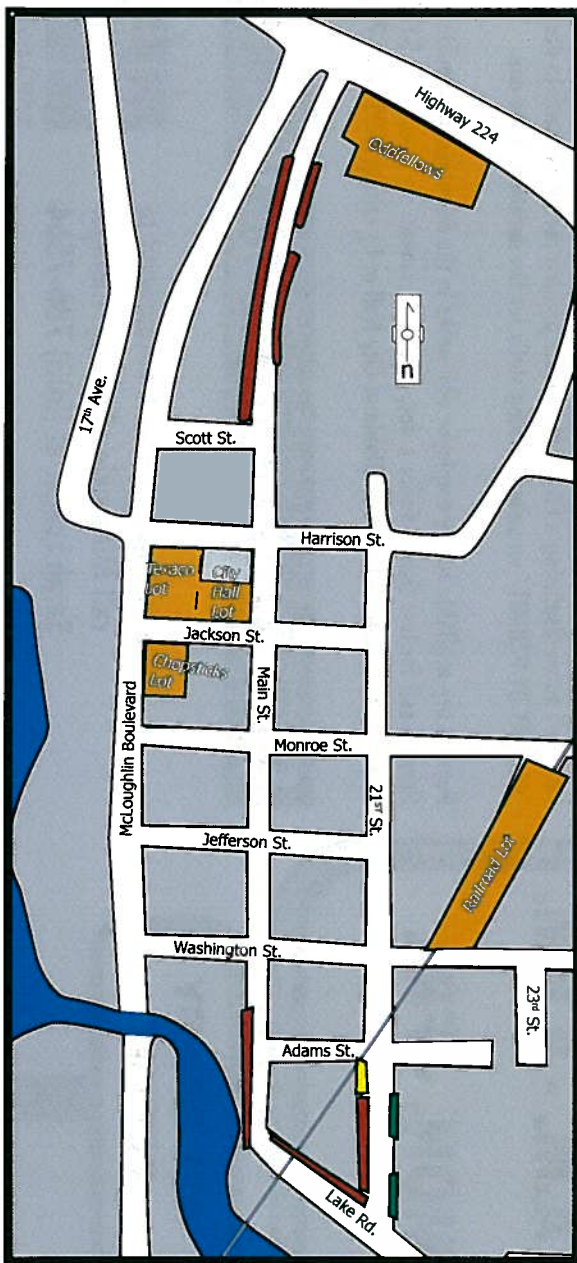 Highway 224
Oddfellows
n
17th Ave.
Scott St.
Harrison St.
Texaco
Lot
City
Hall
Lot
Jackson St.
Chopsticks
Lot
Main St.
McLoughlin Boulevard
Monroe St.
21ST St.
Jefferson St.
Railroad Lot
Washington St.
23rd St.
Adams St.
Lake Rd.